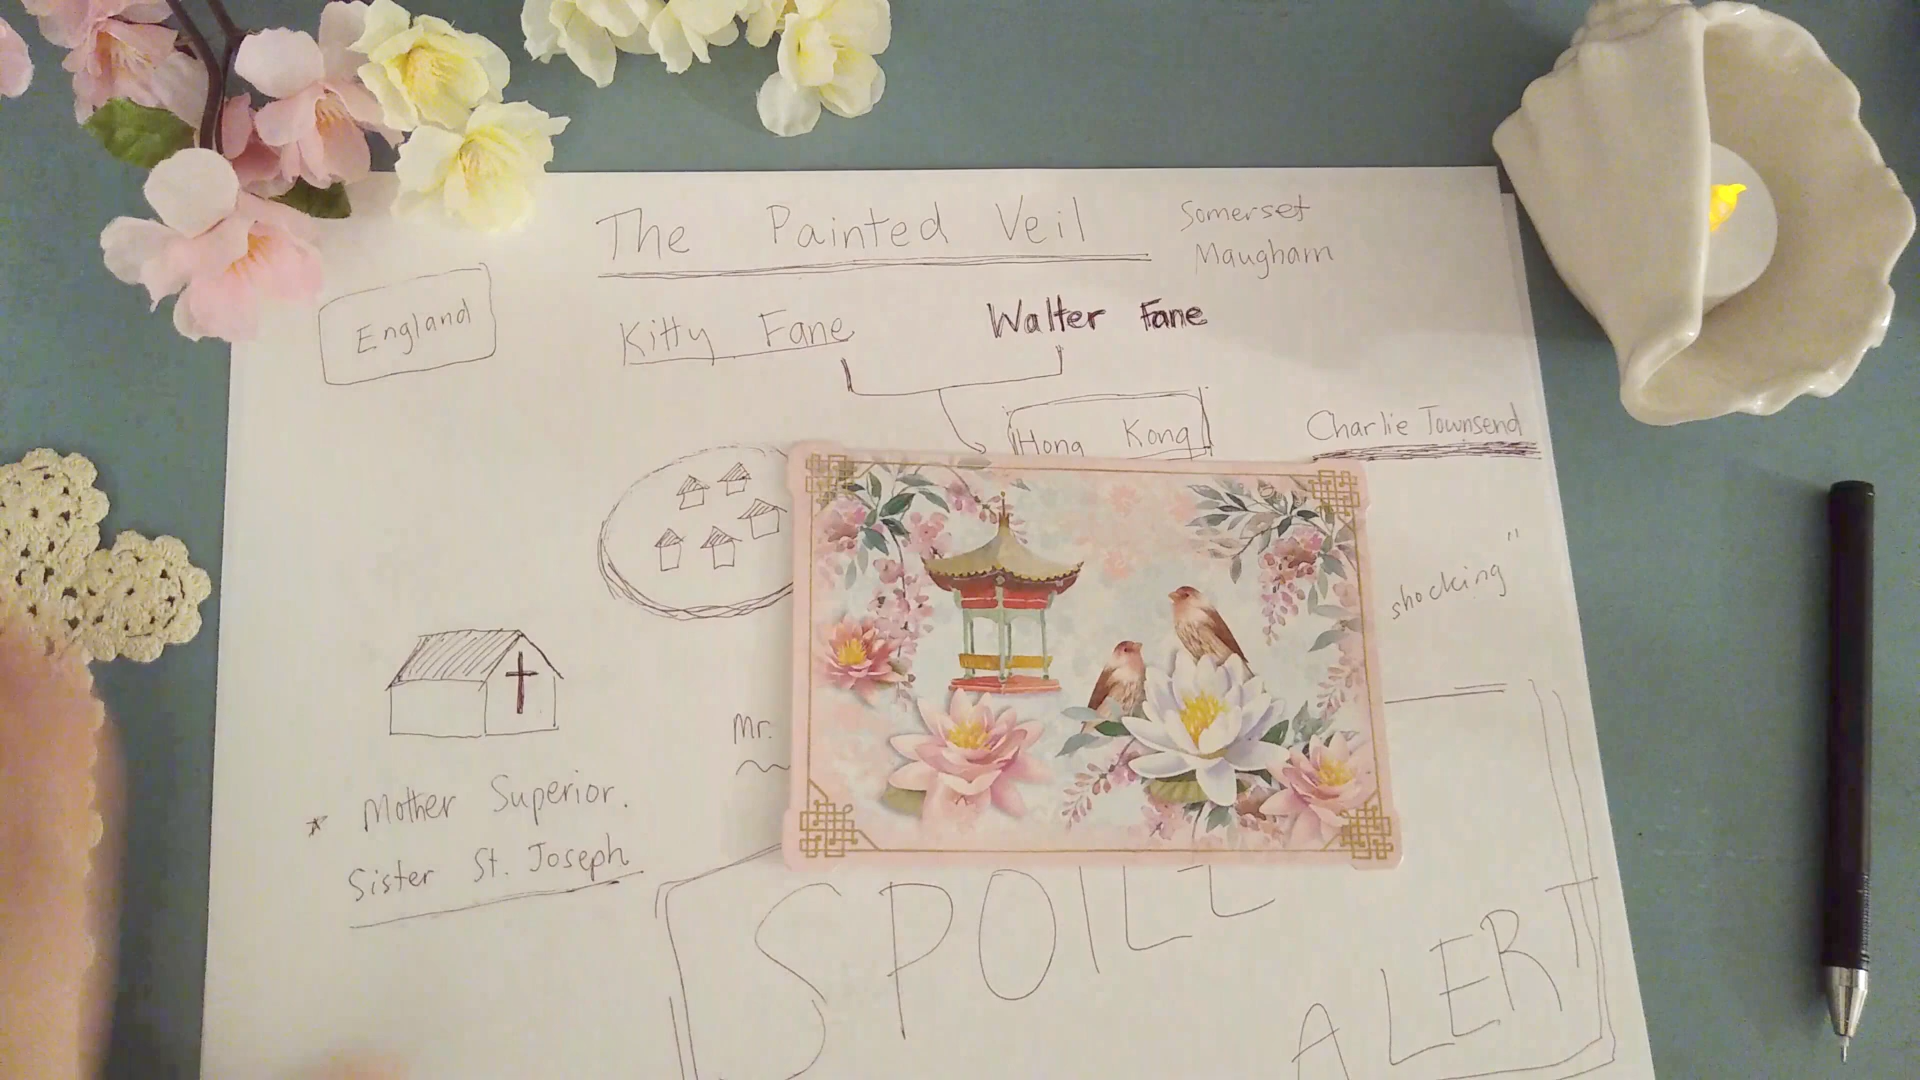 The Painted Veil
Somerset
Maugham
England
Kitty Fane
Walter Fane
Hong Kong
Charlie Townsend
shocking"
Mr.
* Mother Superior.
Sister St. Joseph
SPOIL
ALERT